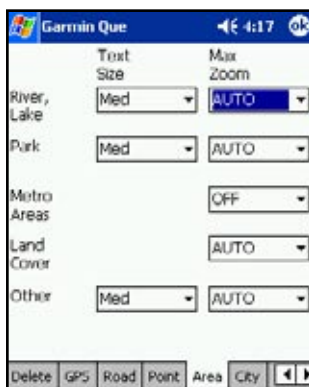 Garmin Que 4:17 ok
Text Size Max Zoom
River, Lake Med AUTO
Park Med AUTO
Metro Areas OFF
Land Cover AUTO
Other Med AUTO
Delete GPS Road Point Area City